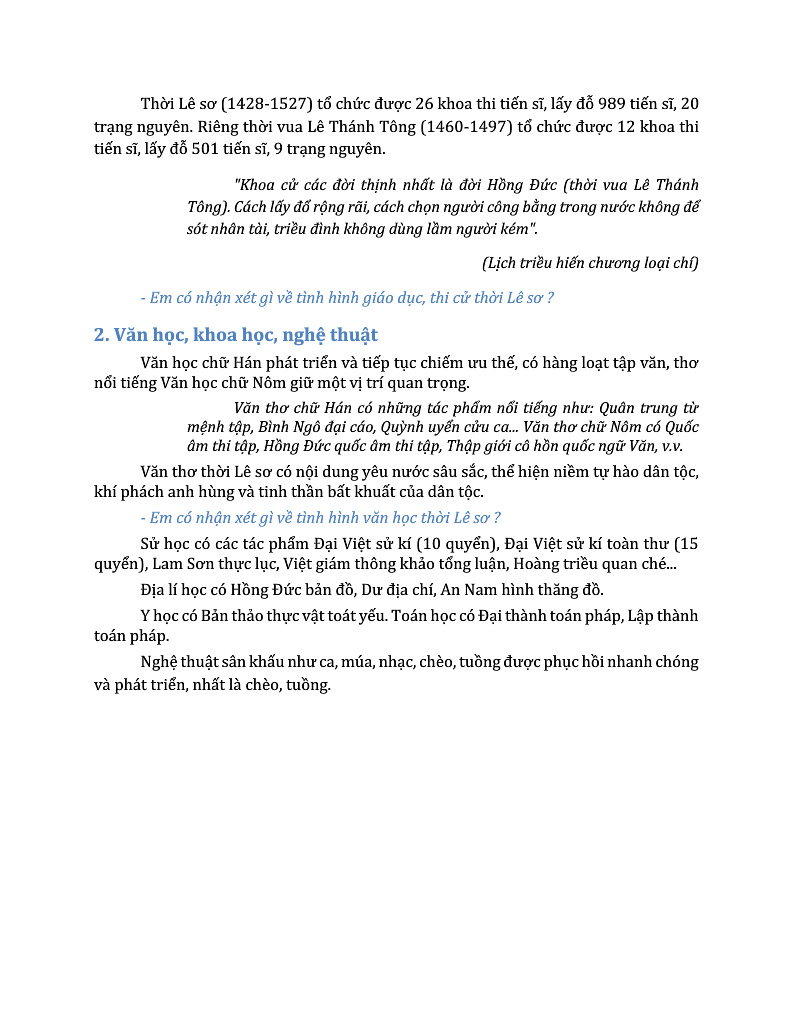 Thời Lê sơ (1428-1527) tổ chức được 26 khoa thi tiến sĩ, lấy đỗ 989 tiến sĩ, 20
trạng nguyên. Riêng thời vua Lê Thánh Tông (1460-1497) tổ chức được 12 khoa thi
tiến sĩ, lấy đỗ 501 tiến sĩ, 9 trạng nguyên.
"Khoa cử các đời thịnh nhất là đời Hồng Đức (thời vua Lê Thánh
Tông). Cách lấy đổ rộng rãi, cách chọn người công bằng trong nước không để
sót nhân tài, triều đình không dùng lầm người kém".
(Lịch triều hiến chương loại chí)
- Em có nhận xét gì về tình hình giáo dục, thi cử thời Lê sơ ?
2. Văn học, khoa học, nghệ thuật
Văn học chữ Hán phát triển và tiếp tục chiếm ưu thế, có hàng loạt tập văn, thơ
nổi tiếng Văn học chữ Nôm giữ một vị trí quan trọng.
Văn thơ chữ Hán có những tác phẩm nổi tiếng như: Quân trung từ
mệnh tập, Bình Ngô đại cáo, Quỳnh uyển cửu ca... Văn thơ chữ Nôm có Quốc
âm thi tập, Hồng Đức quốc âm thi tập, Thập giới cô hồn quốc ngữ Văn, v.v.
Văn thơ thời Lê sơ có nội dung yêu nước sâu sắc, thể hiện niềm tự hào dân tộc,
khí phách anh hùng và tinh thần bất khuất của dân tộc.
- Em có nhận xét gì về tình hình văn học thời Lê sơ ?
Sử học có các tác phẩm Đại Việt sử kí (10 quyển), Đại Việt sử kí toàn thư (15
quyển), Lam Sơn thực lục, Việt giám thông khảo tổng luận, Hoàng triều quan ché...
Địa lí học có Hồng Đức bản đồ, Dư địa chí, An Nam hình thăng đồ.
Y học có Bản thảo thực vật toát yếu. Toán học có Đại thành toán pháp, Lập thành
toán pháp.
Nghệ thuật sân khấu như ca, múa, nhạc, chèo, tuồng được phục hồi nhanh chóng
và phát triển, nhất là chèo, tuồng.